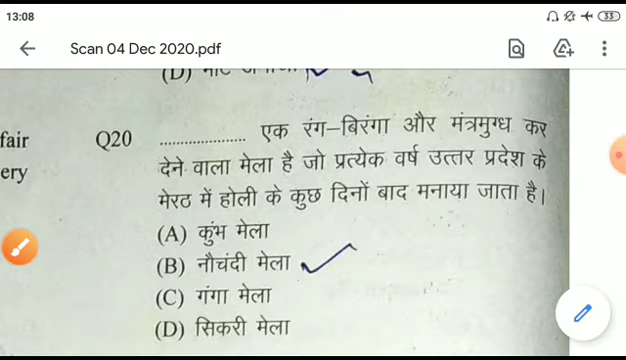 13:08
33
Scan 04 Dec 2020.pdf
(D)
fair
ery
Q20 .................... एक रंग–बिरंगा और मंत्रमुग्ध कर
देने वाला मेला है जो प्रत्येक वर्ष उत्तर प्रदेश के
मेरठ में होली के कुछ दिनों बाद मनाया जाता है।
(A) कुंभ मेला
(B) नौचंदी मेला
(C) गंगा मेला
(D) सिकरी मेला